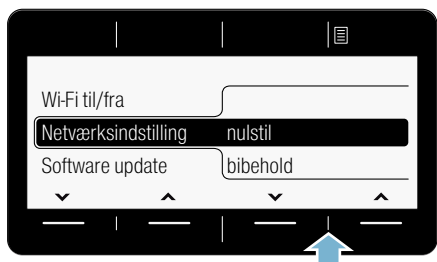 Wi-Fi til/fra
Netværksindstilling nulstil
Software update bibehold